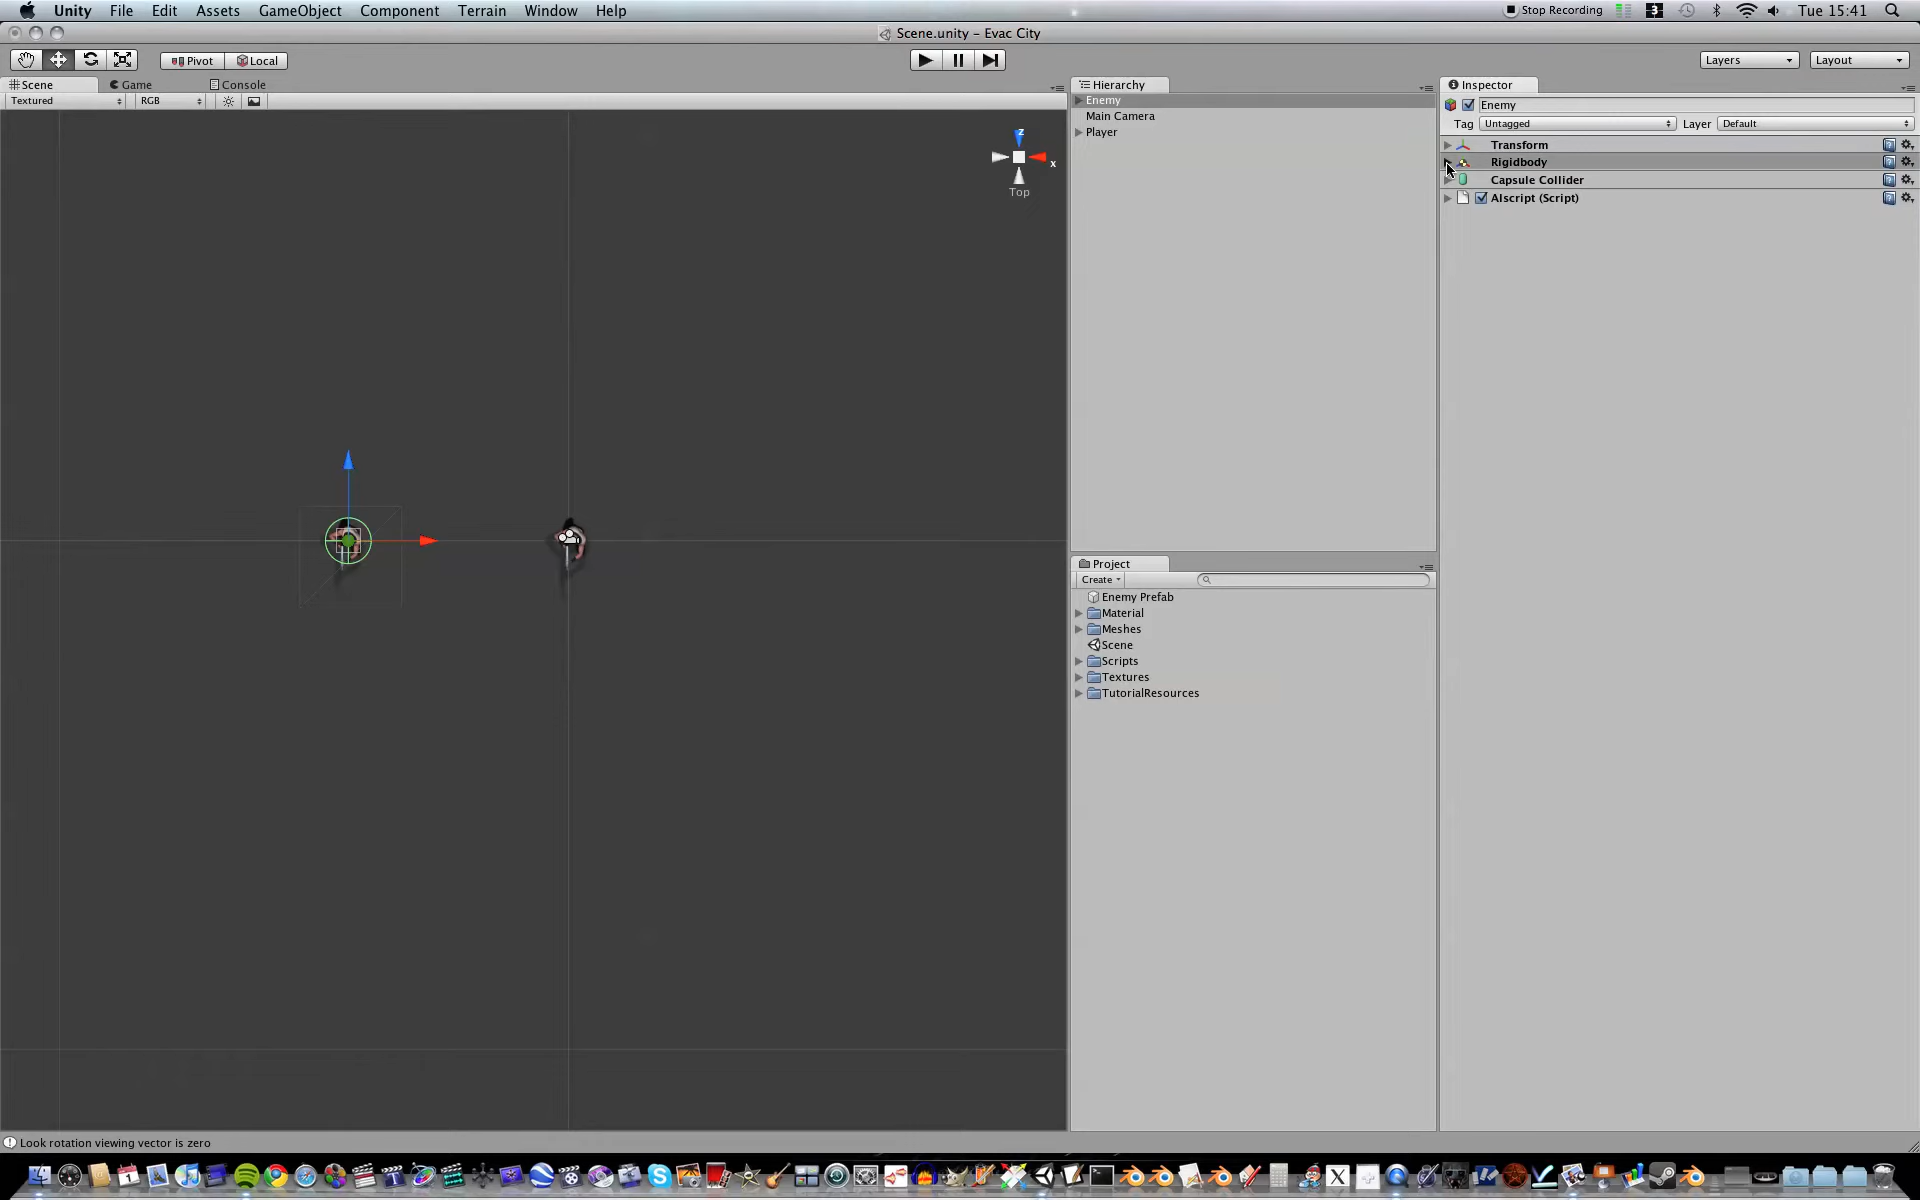 Unity File Edit Assets GameObject Component Terrain Window Help Stop Recording 3 Tue 15:41
Scene.unity – Evac City
Pivot Local Layers Layout
Scene Game Console Hierarchy Inspector
Textured RGB Enemy Enemy
Main Camera Tag Untagged Layer Default
Player
Transform
Rigidbody
Capsule Collider
AIscript (Script)
z
x
Top
Project
Create
Enemy Prefab
Material
Meshes
Scene
Scripts
Textures
TutorialResources
Look rotation viewing vector is zero